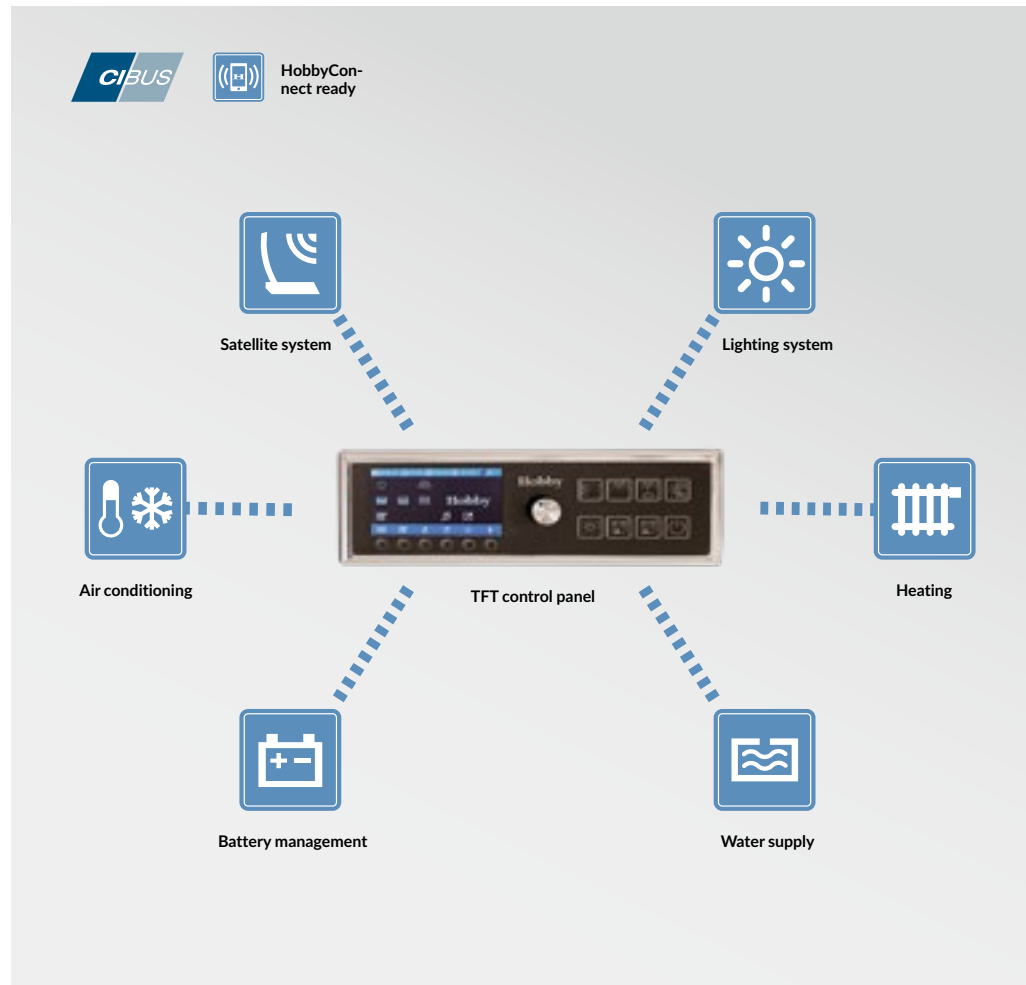 CIBUS
HobbyCon-
nect ready
Satellite system
Lighting system
Hobby
Hobby
Air conditioning
TFT control panel
Heating
Battery management
Water supply